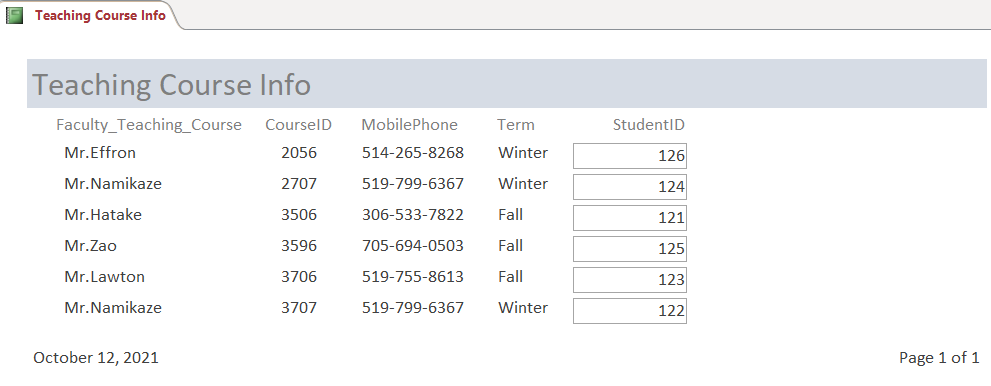 Teaching Course Info
Teaching Course Info
Faculty_Teaching_Course CourseID MobilePhone Term StudentID
Mr.Effron 2056 514-265-8268 Winter 126
Mr.Namikaze 2707 519-799-6367 Winter 124
Mr.Hatake 3506 306-533-7822 Fall 121
Mr.Zao 3596 705-694-0503 Fall 125
Mr.Lawton 3706 519-755-8613 Fall 123
Mr.Namikaze 3707 519-799-6367 Winter 122
October 12, 2021 Page 1 of 1